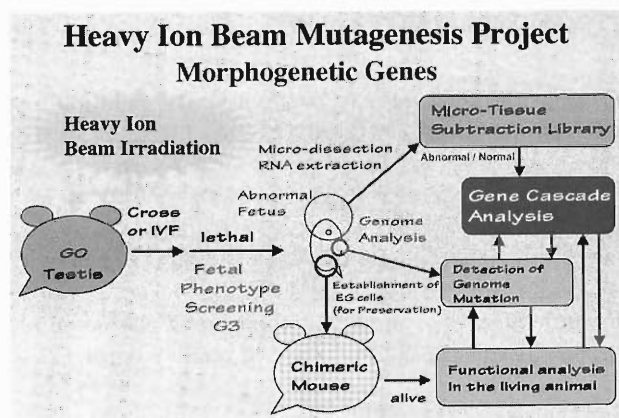 Heavy Ion Beam Mutagenesis Project
Morphogenetic Genes
Heavy Ion
Beam Irradiation
Micro-Tissue
Subtraction Library
Micro-dissection
RNA extraction
Abnormal / Normal
Abnormal
Fetus
Gene Cascade
Analysis
Cross
or IVF
lethal
Genome
Analysis
GO
Testis
Fetal
Phenotype
Screening
G3
Detection of
Genome
Mutation
Establishment of
EG cells
(for Preservation)
Chimeric
Mouse
alive
Functional analysis
in the living animal